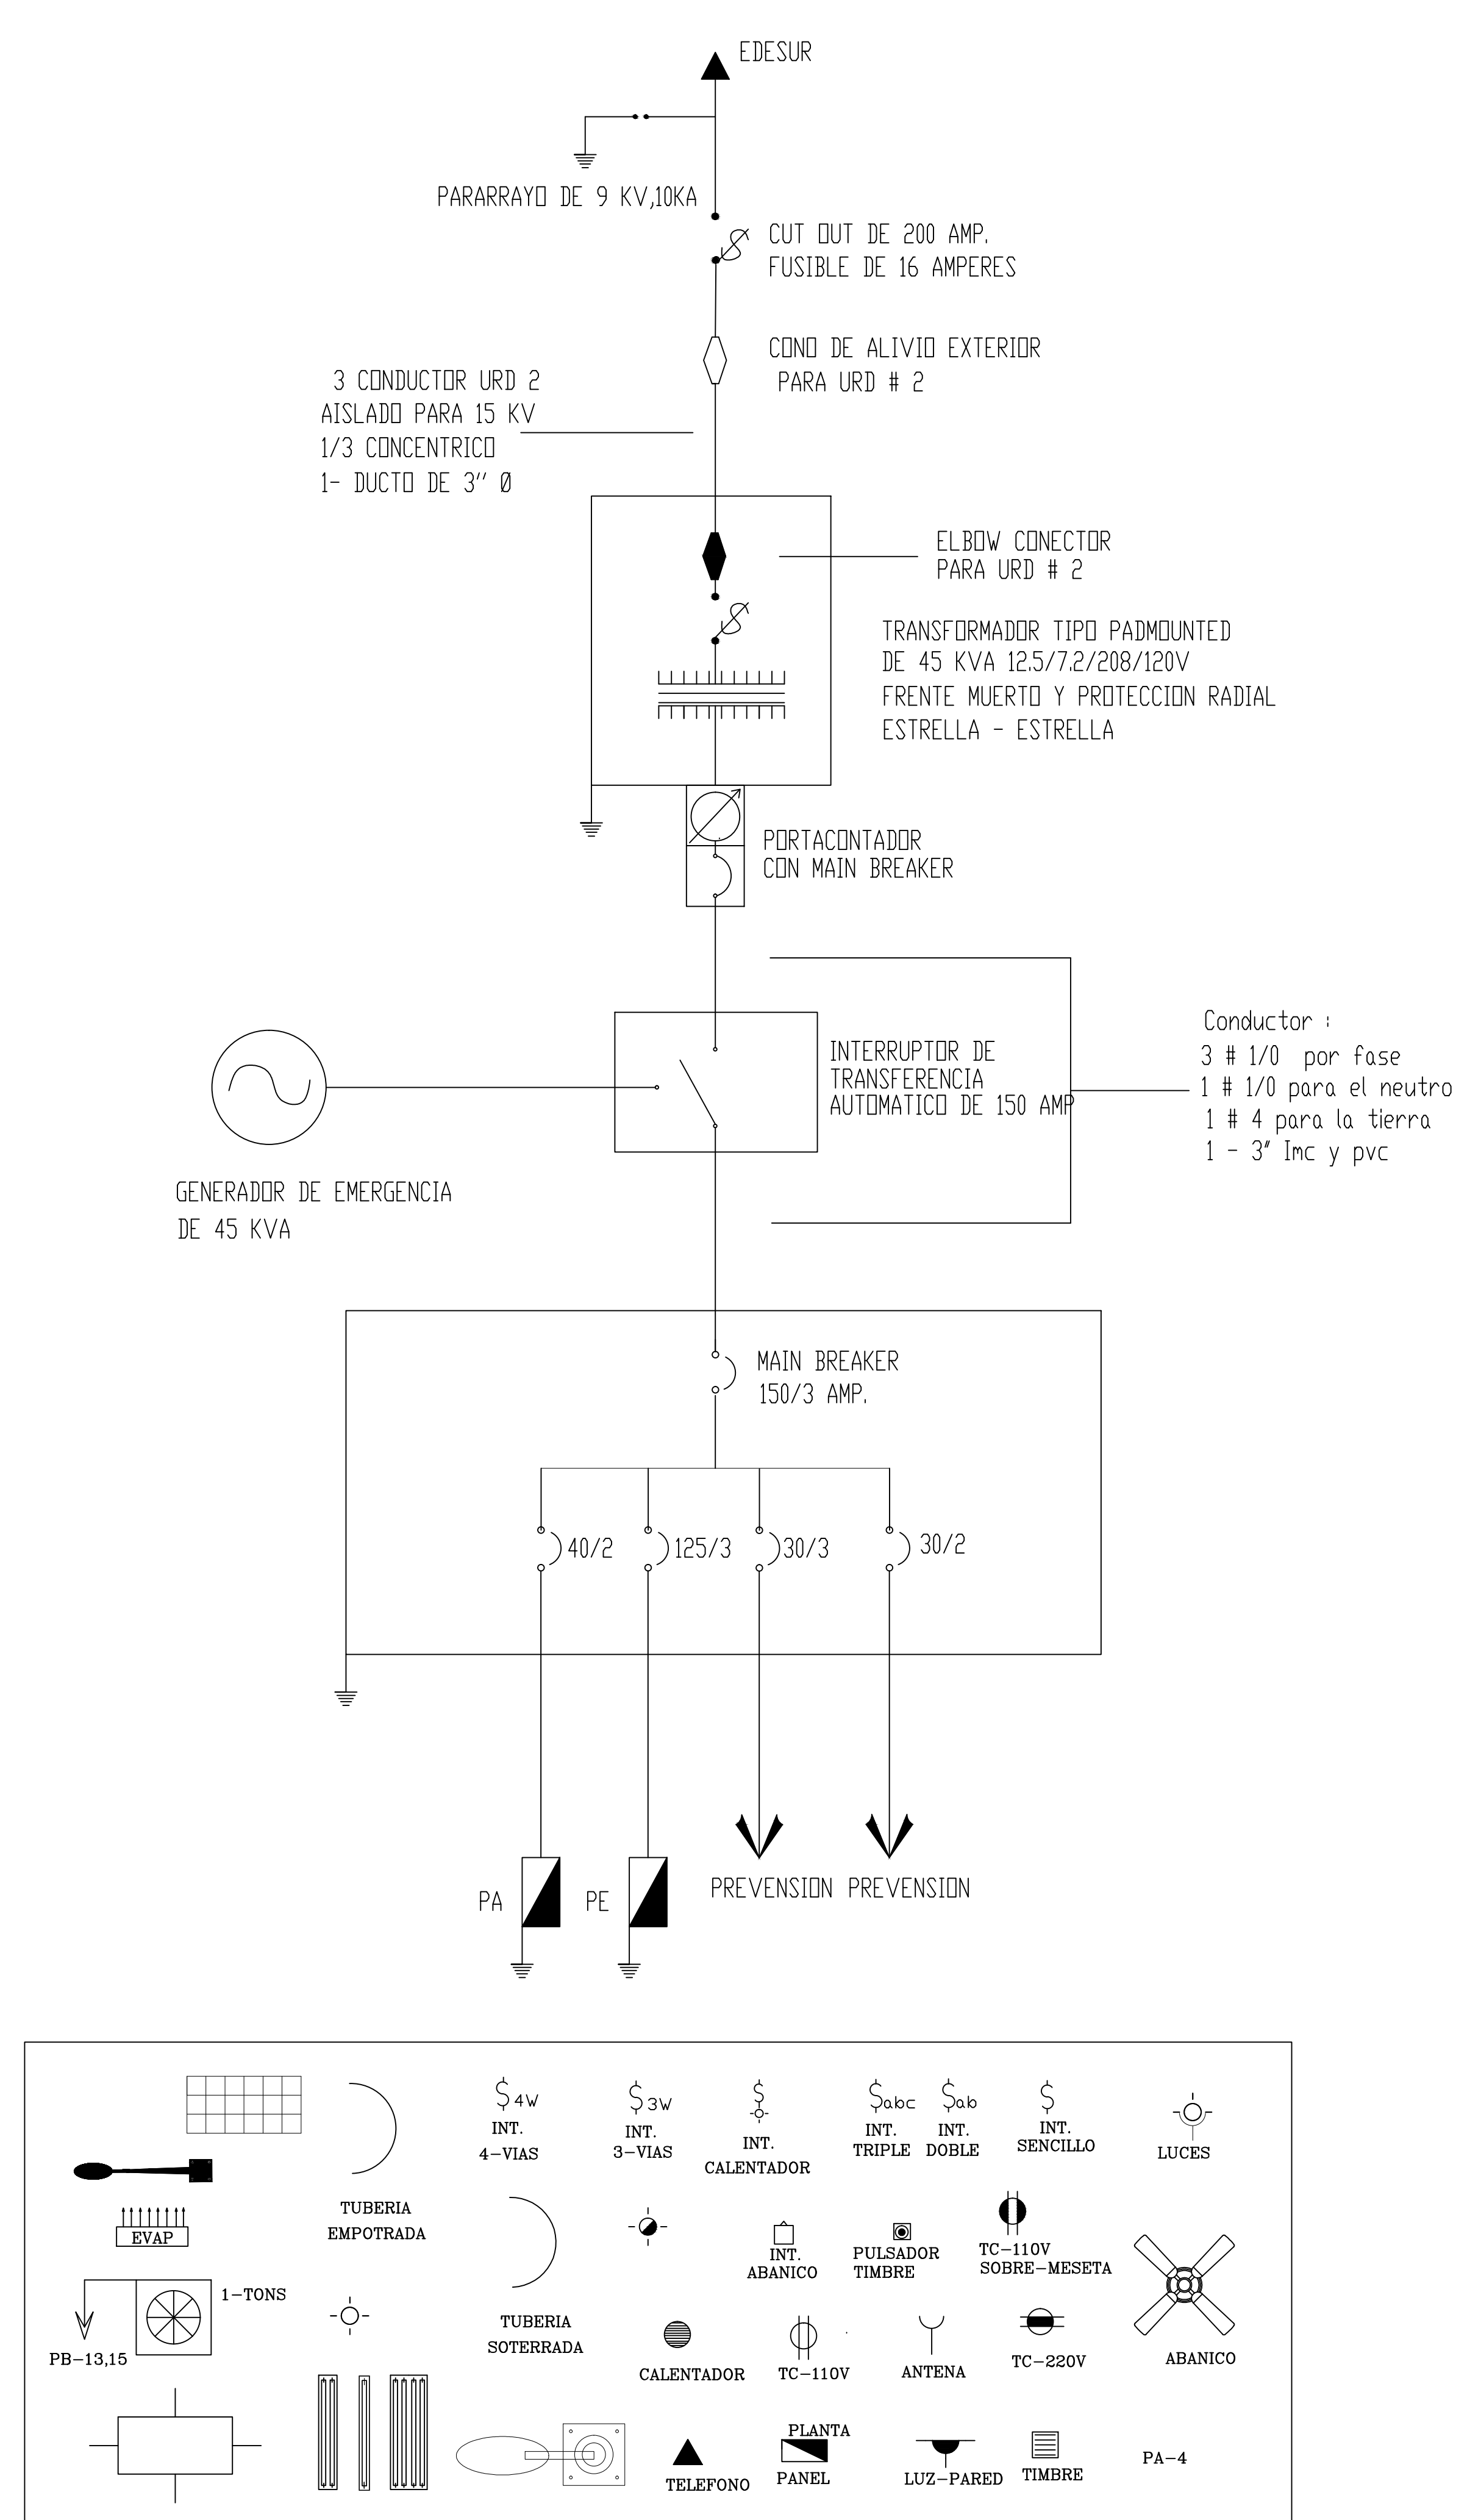 EDESUR
PARARRAYO DE 9 KV,10KA
CUT OUT DE 200 AMP.
FUSIBLE DE 16 AMPERES
CONO DE ALIVIO EXTERIOR
PARA URD # 2
3 CONDUCTOR URD 2
AISLADO PARA 15 KV
1/3 CONCENTRICO
1- DUCTO DE 3'' Ø
ELBOW CONECTOR
PARA URD # 2
TRANSFORMADOR TIPO PADMOUNTED
DE 45 KVA 12.5/7.2/208/120V
FRENTE MUERTO Y PROTECCION RADIAL
ESTRELLA - ESTRELLA
PORTACONTADOR
CON MAIN BREAKER
INTERRUPTOR DE
TRANSFERENCIA
AUTOMATICO DE 150 AMP
Conductor :
3 # 1/0 por fase
1 # 1/0 para el neutro
1 # 4 para la tierra
1 - 3" Imc y pvc
GENERADOR DE EMERGENCIA
DE 45 KVA
MAIN BREAKER
150/3 AMP.
40/2
125/3
30/3
30/2
PA
PE
PREVENSION
PREVENSION
$4W
INT.
4-VIAS
$3W
INT.
3-VIAS
$
INT.
CALENTADOR
$abc
INT.
TRIPLE
$ab
INT.
DOBLE
$
INT.
SENCILLO
LUCES
TUBERIA
EMPOTRADA
EVAP
INT.
ABANICO
PULSADOR
TIMBRE
TC-110V
SOBRE-MESETA
1-TONS
PB-13,15
TUBERIA
SOTERRADA
CALENTADOR
TC-110V
ANTENA
TC-220V
ABANICO
TELEFONO
PLANTA
PANEL
LUZ-PARED
TIMBRE
PA-4